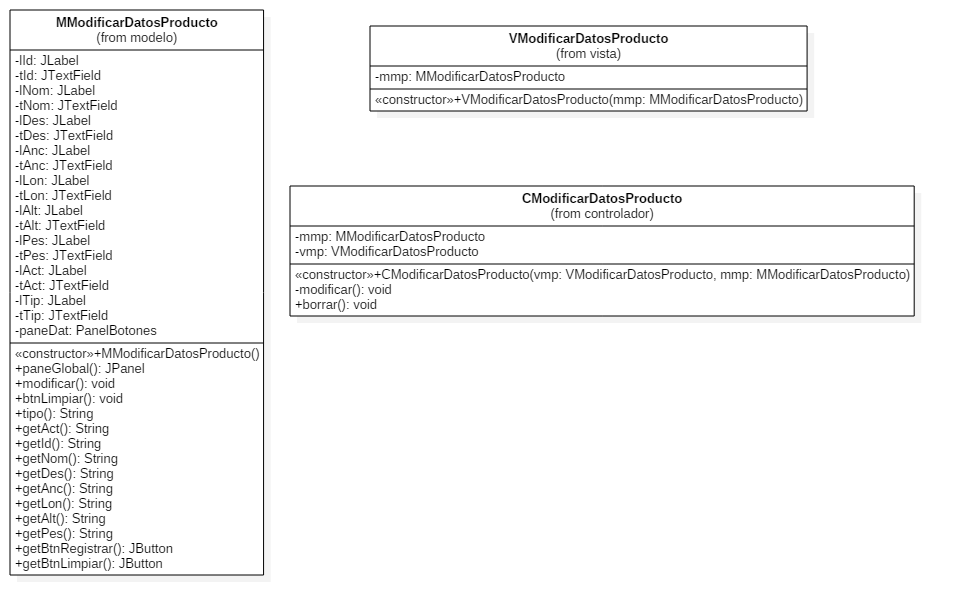 MModificarDatosProducto
(from modelo)
-lId: JLabel
-tId: JTextField
-lNom: JLabel
-tNom: JTextField
-lDes: JLabel
-tDes: JTextField
-lAnc: JLabel
-tAnc: JTextField
-lLon: JLabel
-tLon: JTextField
-lAlt: JLabel
-tAlt: JTextField
-lPes: JLabel
-tPes: JTextField
-lAct: JLabel
-tAct: JTextField
-lTip: JLabel
-tTip: JTextField
-paneDat: PanelBotones
«constructor»+MModificarDatosProducto()
+paneGlobal(): JPanel
+modificar(): void
+btnLimpiar(): void
+tipo(): String
+getAct(): String
+getId(): String
+getNom(): String
+getDes(): String
+getAnc(): String
+getLon(): String
+getAlt(): String
+getPes(): String
+getBtnRegistrar(): JButton
+getBtnLimpiar(): JButton
VModificarDatosProducto
(from vista)
-mmp: MModificarDatosProducto
«constructor»+VModificarDatosProducto(mmp: MModificarDatosProducto)
CModificarDatosProducto
(from controlador)
-mmp: MModificarDatosProducto
-vmp: VModificarDatosProducto
«constructor»+CModificarDatosProducto(vmp: VModificarDatosProducto, mmp: MModificarDatosProducto)
-modificar(): void
+borrar(): void